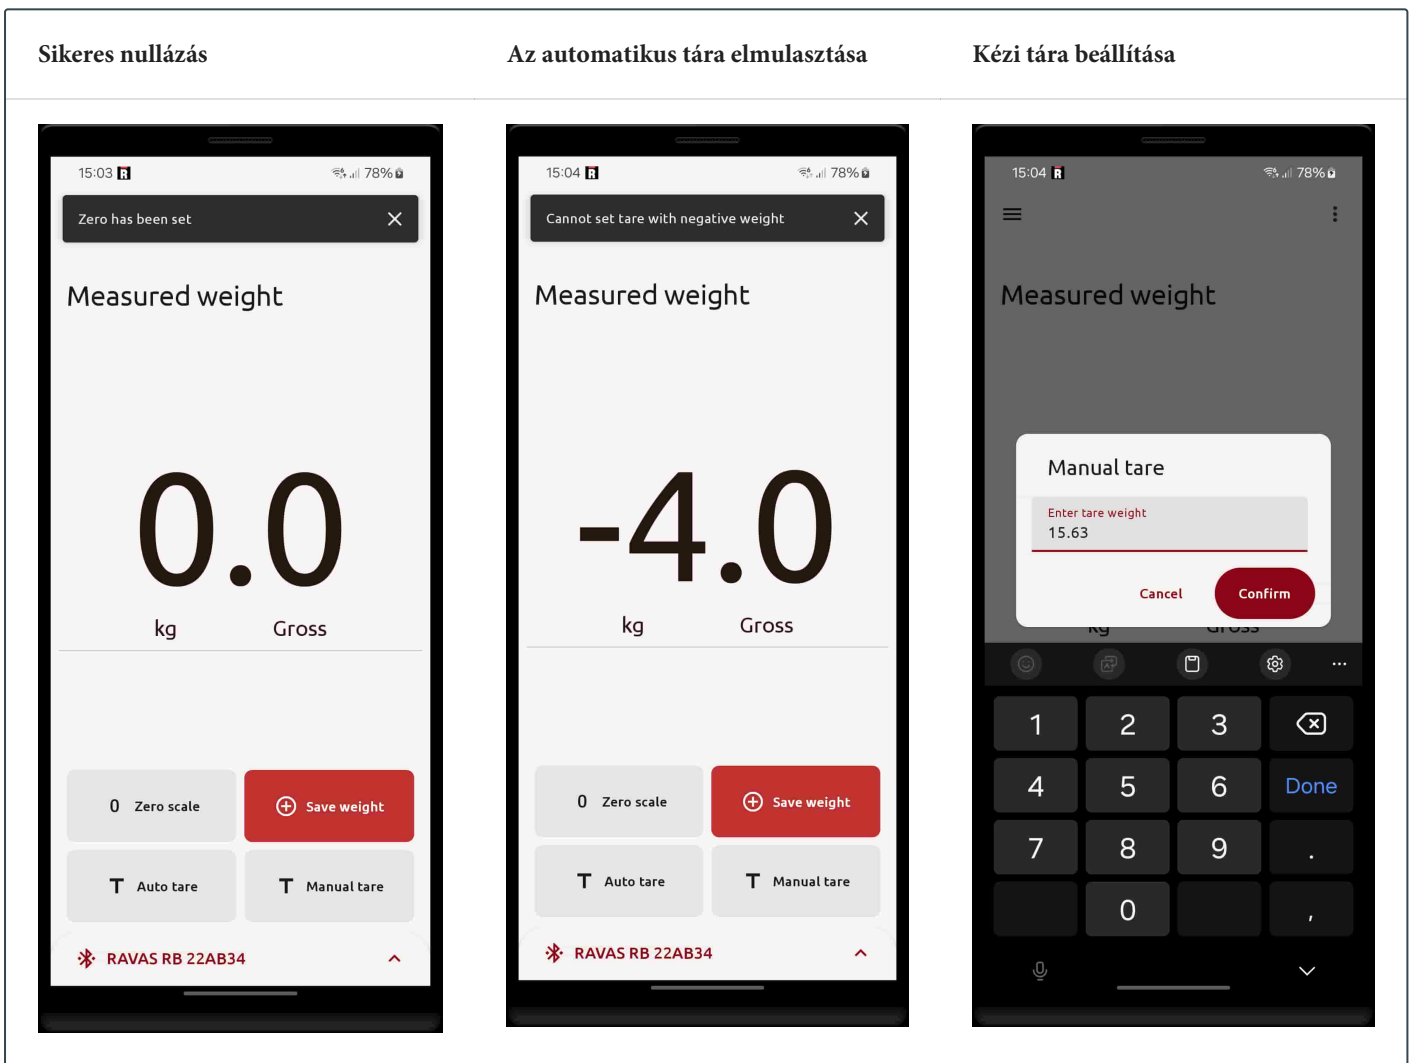 Sikeres nullázás
Az automatikus tára elmulasztása
Kézi tára beállítása
15:03 R 78%
Zero has been set
Measured weight
0.0
kg Gross
0 Zero scale
Save weight
T Auto tare
T Manual tare
RAVAS RB 22AB34
15:04 R 78%
Cannot set tare with negative weight
Measured weight
-4.0
kg Gross
0 Zero scale
Save weight
T Auto tare
T Manual tare
RAVAS RB 22AB34
15:04 R 78%
Measured weight
Manual tare
Enter tare weight
15.63
Cancel Confirm
kg Gross
1 2 3
4 5 6 Done
7 8 9 .
0 ,